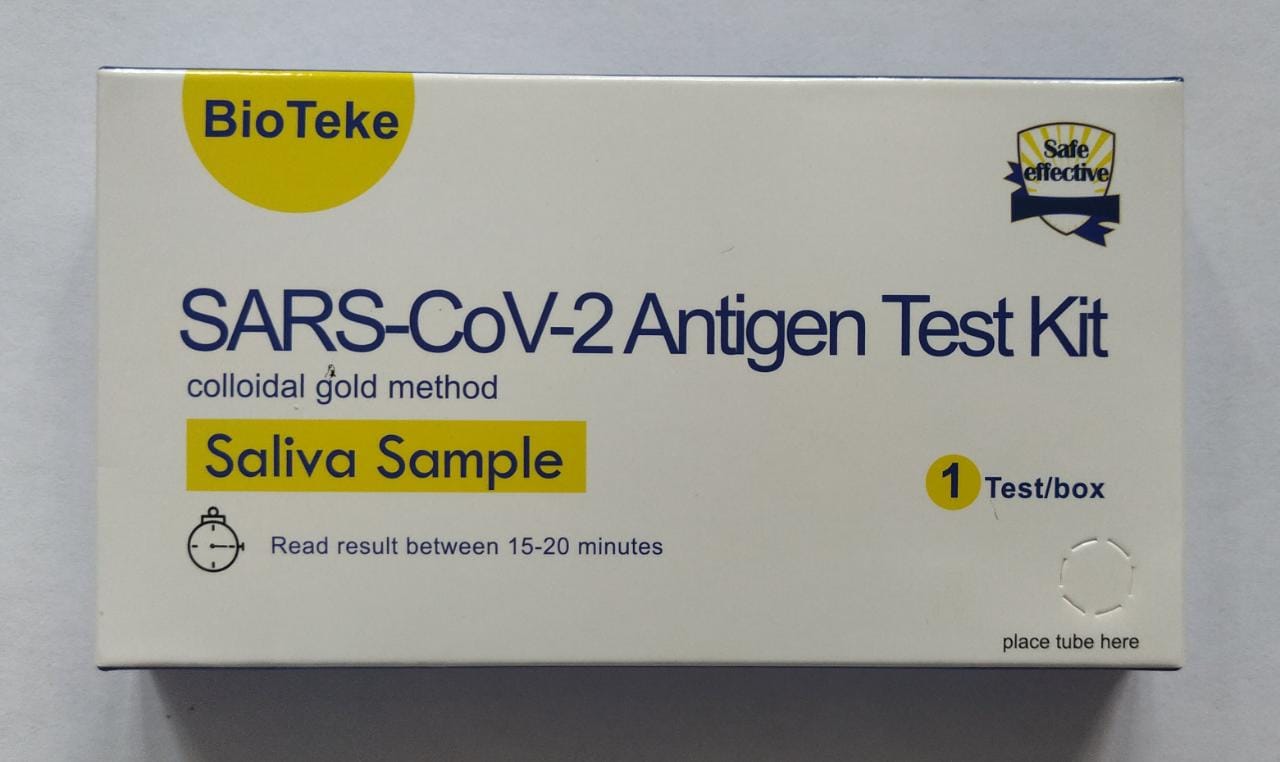 BioTeke
Safe
effective
SARS-CoV-2 Antigen Test Kit
colloidal gold method
Saliva Sample
1 Test/box
Read result between 15-20 minutes
place tube here